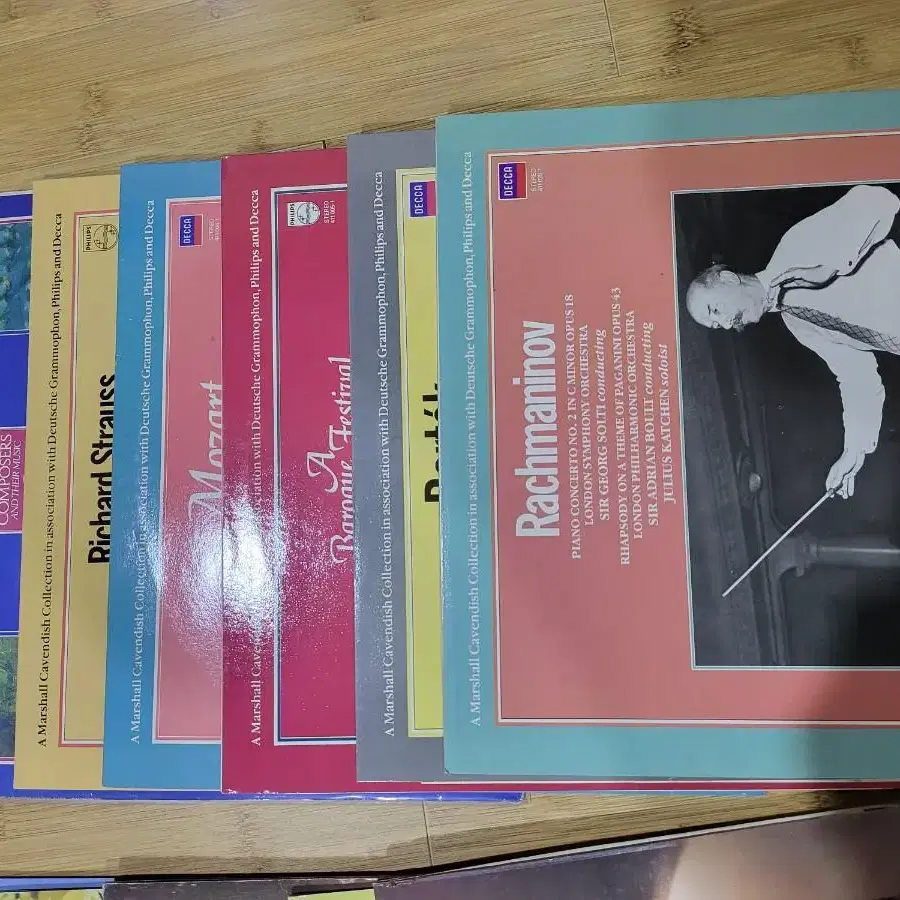 COMPOSERS
AND THEIR MUSIC
A Marshall Cavendish Collection in association with Deutsche Grammophon, Philips and Decca
PHILIPS
Richard Strauss
A Marshall Cavendish Collection in association with Deutsche Grammophon, Philips and Decca
DECCA
STEREO
Mozart
A Marshall Cavendish Collection in association with Deutsche Grammophon, Philips and Decca
PHILIPS
STEREO
A
Baroque Festival
A Marshall Cavendish Collection in association with Deutsche Grammophon, Philips and Decca
DECCA
Bartók
A Marshall Cavendish Collection in association with Deutsche Grammophon, Philips and Decca
DECCA
STEREO
Rachmaninov
PIANO CONCERTO NO. 2 IN C MINOR OPUS 18
LONDON SYMPHONY ORCHESTRA
SIR GEORG SOLTI conducting
RHAPSODY ON A THEME OF PAGANINI OPUS 43
LONDON PHILHARMONIC ORCHESTRA
SIR ADRIAN BOULT conducting
JULIUS KATCHEN soloist